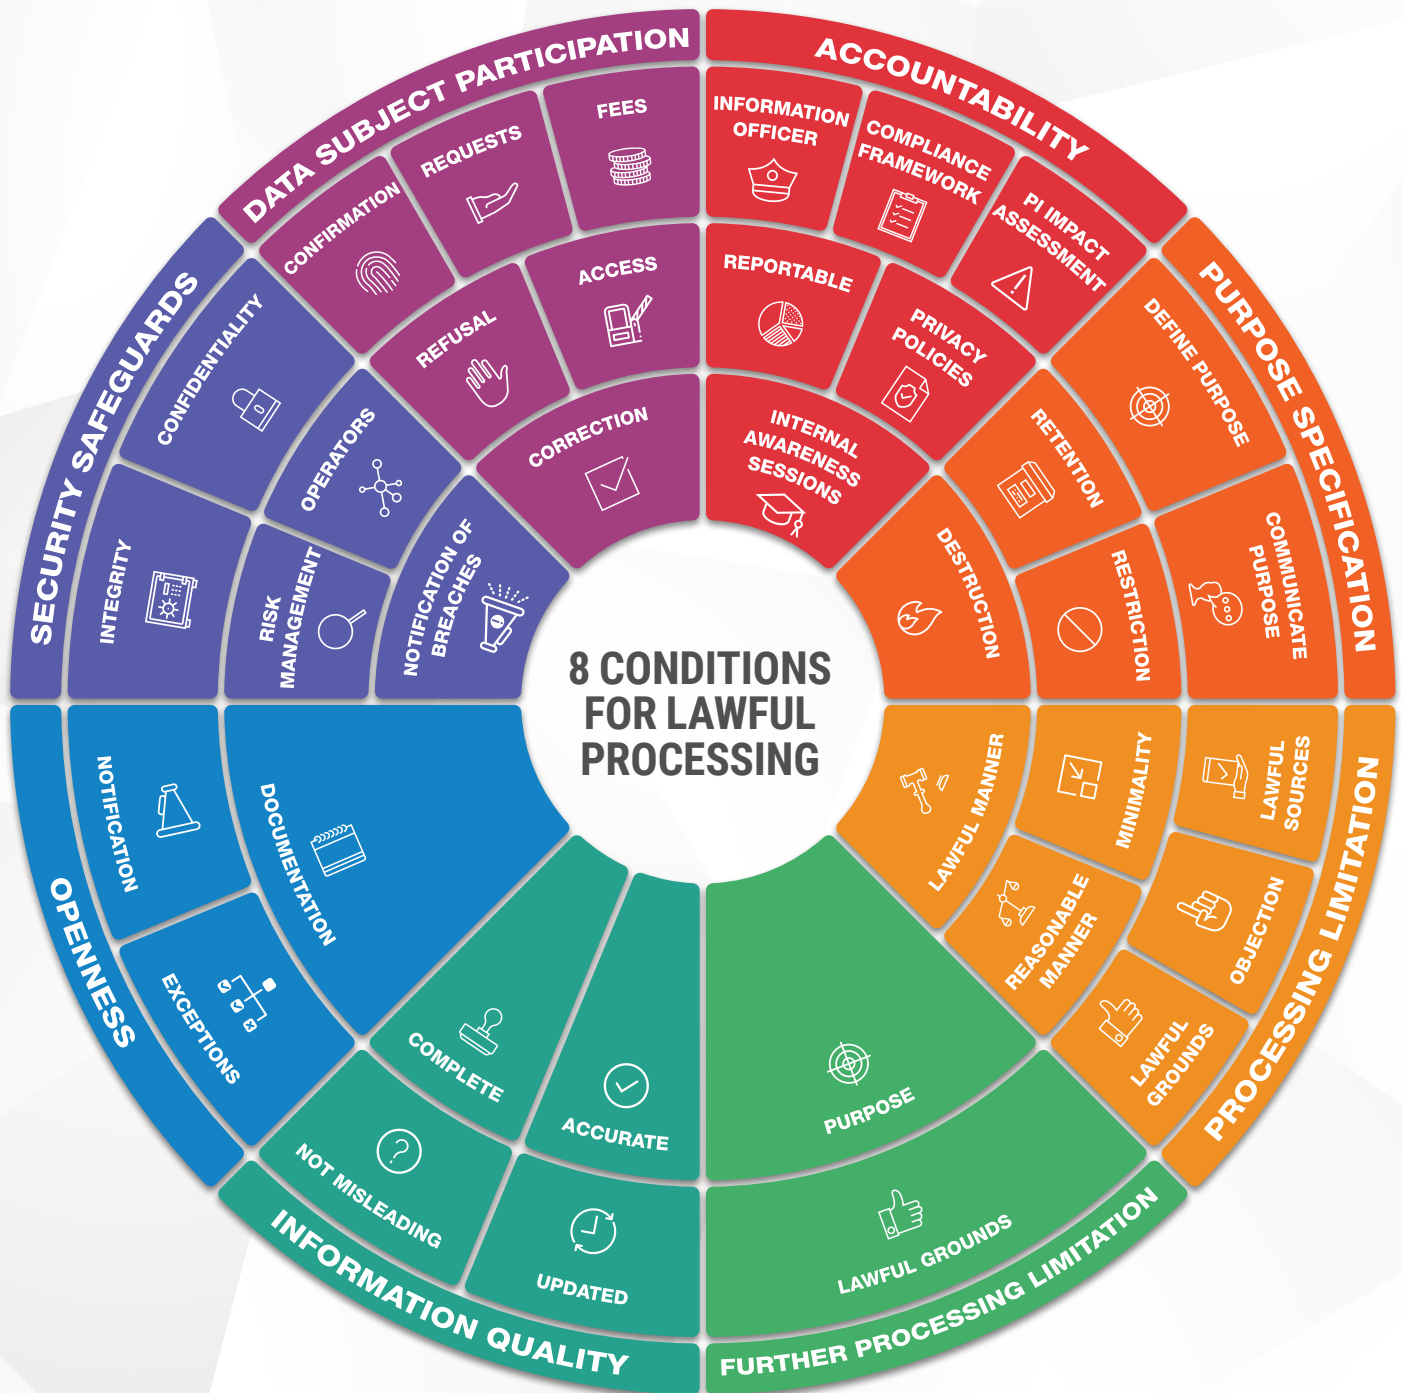 8 CONDITIONS
FOR LAWFUL
PROCESSING
ACCOUNTABILITY
INFORMATION
OFFICER
COMPLIANCE
FRAMEWORK
PI IMPACT
ASSESSMENT
REPORTABLE
PRIVACY
POLICIES
INTERNAL
AWARENESS
SESSIONS
PURPOSE SPECIFICATION
DEFINE PURPOSE
COMMUNICATE
PURPOSE
RETENTION
RESTRICTION
DESTRUCTION
PROCESSING LIMITATION
LAWFUL
SOURCES
OBJECTION
LAWFUL
GROUNDS
MINIMALITY
REASONABLE
MANNER
LAWFUL MANNER
FURTHER PROCESSING LIMITATION
LAWFUL GROUNDS
PURPOSE
INFORMATION QUALITY
UPDATED
NOT MISLEADING
ACCURATE
COMPLETE
OPENNESS
EXCEPTIONS
NOTIFICATION
DOCUMENTATION
SECURITY SAFEGUARDS
INTEGRITY
CONFIDENTIALITY
RISK
MANAGEMENT
OPERATORS
NOTIFICATION OF
BREACHES
DATA SUBJECT PARTICIPATION
CONFIRMATION
REQUESTS
FEES
REFUSAL
ACCESS
CORRECTION